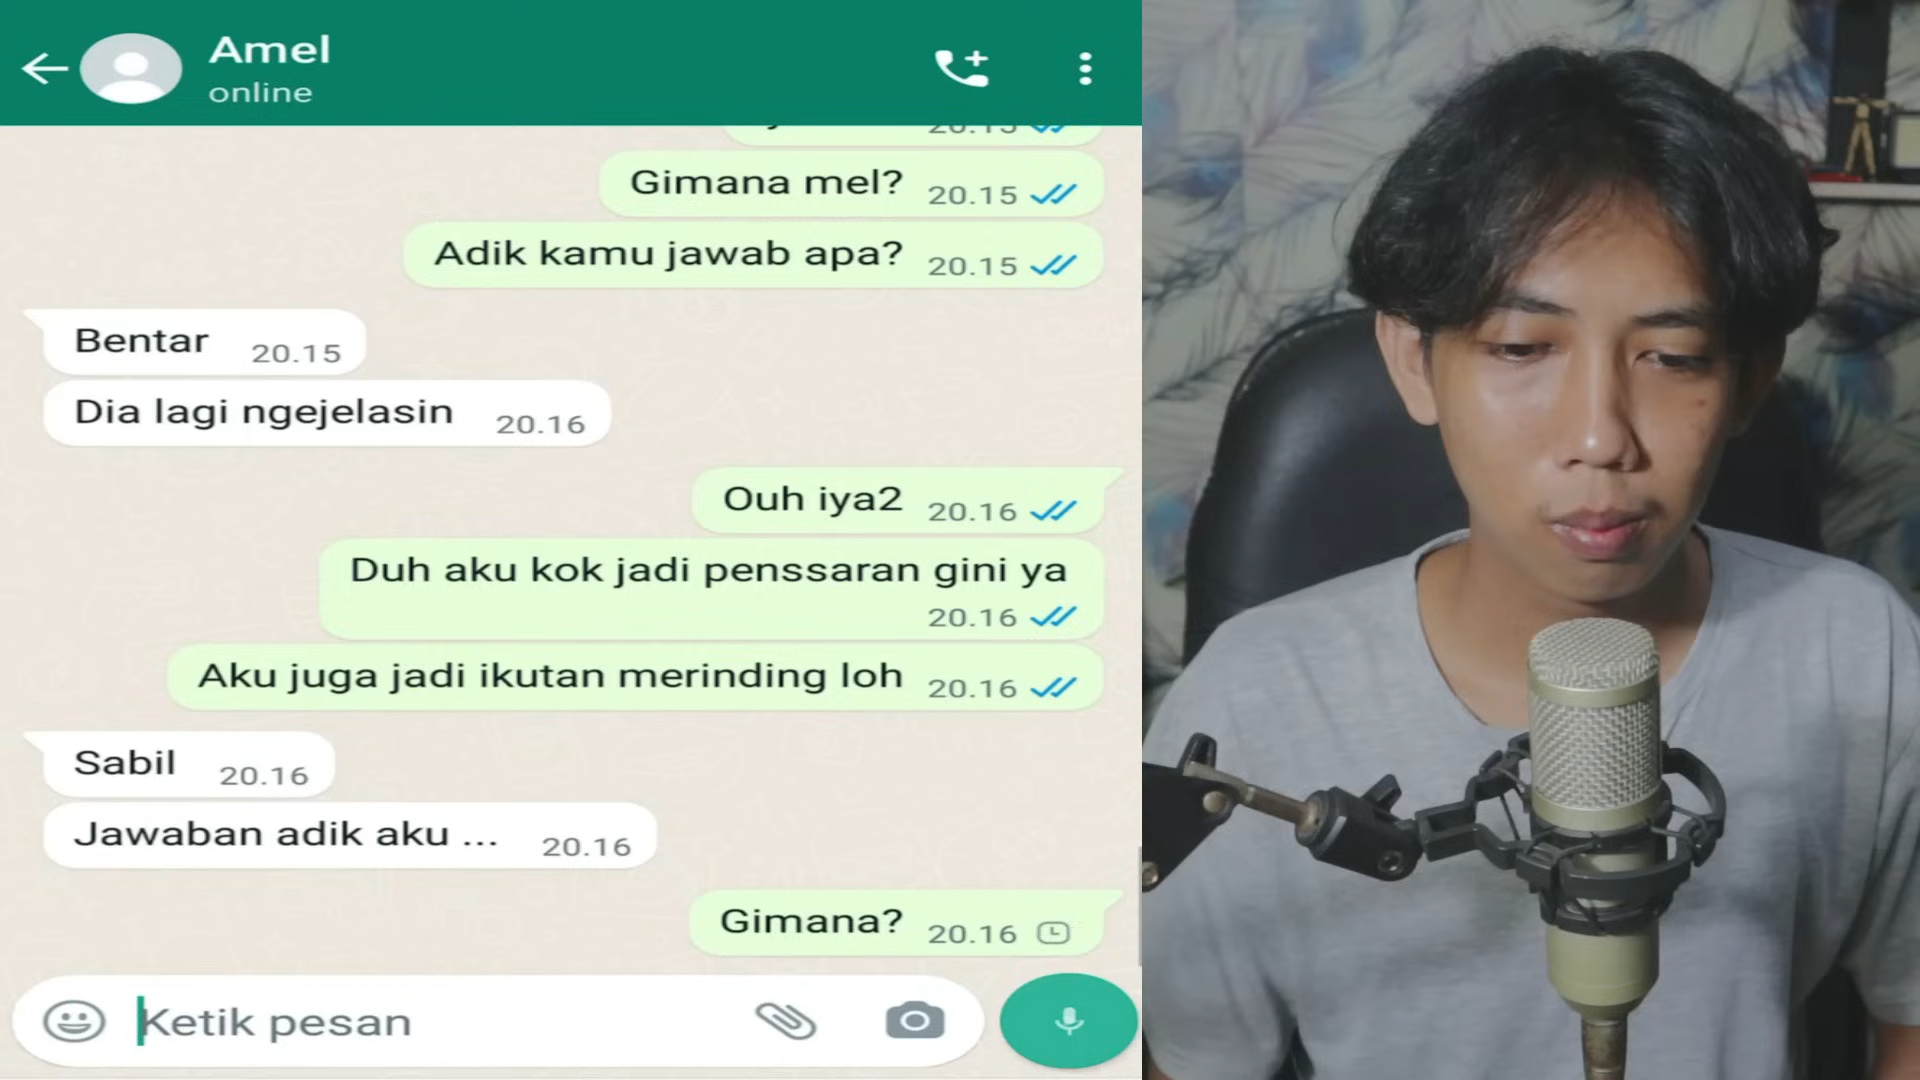 Amel
online
20.15
Gimana mel? 20.15
Adik kamu jawab apa? 20.15
Bentar 20.15
Dia lagi ngejelasin 20.16
Ouh iya2 20.16
Duh aku kok jadi penssaran gini ya
20.16
Aku juga jadi ikutan merinding loh 20.16
Sabil 20.16
Jawaban adik aku ... 20.16
Gimana? 20.16
Ketik pesan